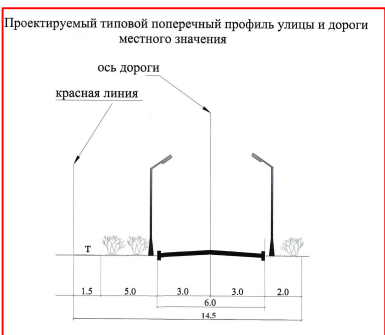 Проектируемый типовой поперечный профиль улицы и дороги
местного значения
ось дороги
красная линия
Т
1.5 5.0 3.0 3.0 2.0
6.0
14.5